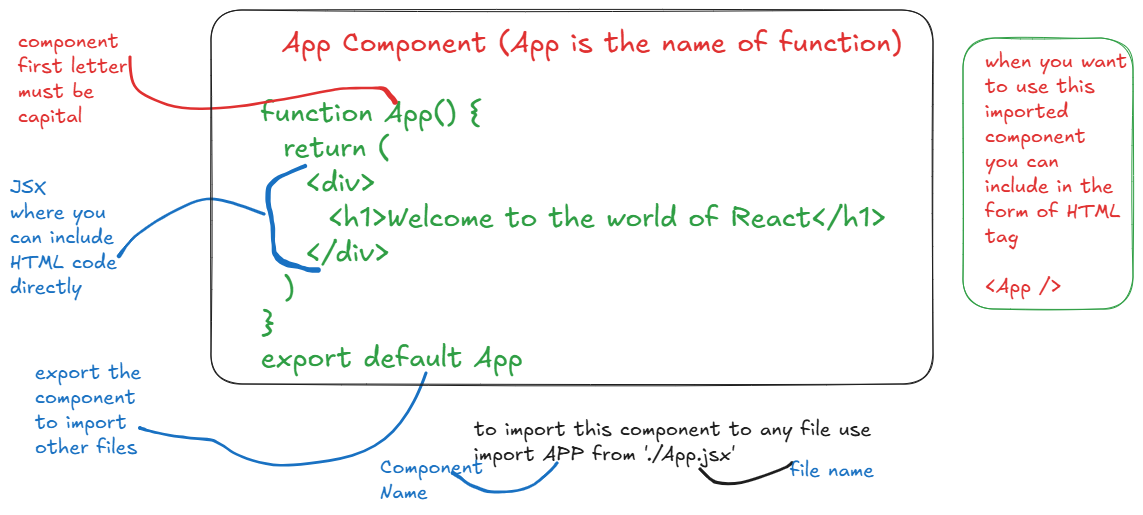 component
first letter
must be
capital
App Component (App is the name of function)
function App() {
return (
<div>
<h1>Welcome to the world of React</h1>
</div>
)
}
export default App
JSX
where you
can include
HTML code
directly
export the
component
to import
other files
to import this component to any file use
import APP from './App.jsx'
Component
Name
file name
when you want
to use this
imported
component
you can
include in the
form of HTML
tag
<App />